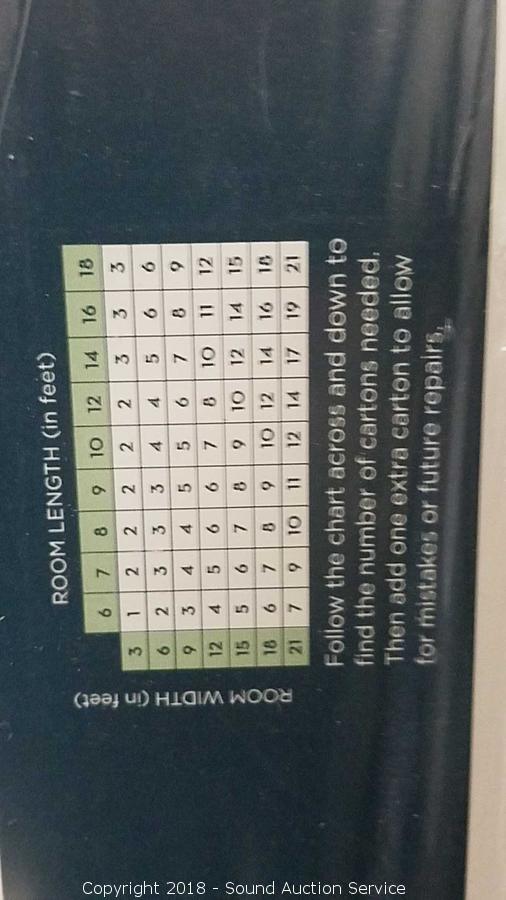 ROOM LENGTH (in feet)
6 7 8 9 10 12 14 16 18
ROOM WIDTH (in feet)
3 1 2 2 2 2 2 3 3 3
6 2 3 3 3 4 4 5 6 6
9 3 4 4 5 5 6 7 8 9
12 4 5 6 6 7 8 10 11 12
15 5 6 7 8 9 10 12 14 15
18 6 7 8 9 10 12 14 16 18
21 7 9 10 11 12 14 17 19 21
Follow the chart across and down to
find the number of cartons needed.
Then add one extra carton to allow
for mistakes or future repairs.
Copyright 2018 - Sound Auction Service